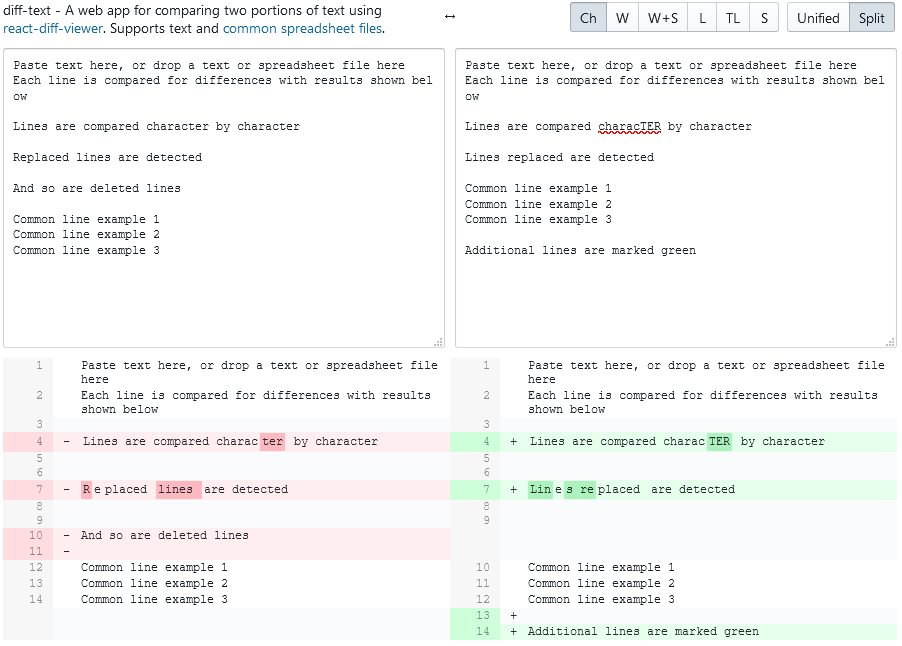 diff-text - A web app for comparing two portions of text using
react-diff-viewer. Supports text and common spreadsheet files.
↔
Ch W W+S L TL S Unified Split
Paste text here, or drop a text or spreadsheet file here
Each line is compared for differences with results shown bel
ow
Lines are compared character by character
Replaced lines are detected
And so are deleted lines
Common line example 1
Common line example 2
Common line example 3
Paste text here, or drop a text or spreadsheet file here
Each line is compared for differences with results shown bel
ow
Lines are compared characTER by character
Lines replaced are detected
Common line example 1
Common line example 2
Common line example 3
Additional lines are marked green
1 Paste text here, or drop a text or spreadsheet file
here
2 Each line is compared for differences with results
shown below
3
4 - Lines are compared character by character
5
6
7 - Replaced lines are detected
8
9
10 - And so are deleted lines
11 -
12 Common line example 1
13 Common line example 2
14 Common line example 3
1 Paste text here, or drop a text or spreadsheet file
here
2 Each line is compared for differences with results
shown below
3
4 + Lines are compared characTER by character
5
6
7 + Lines replaced are detected
8
9
10 Common line example 1
11 Common line example 2
12 Common line example 3
13 +
14 + Additional lines are marked green